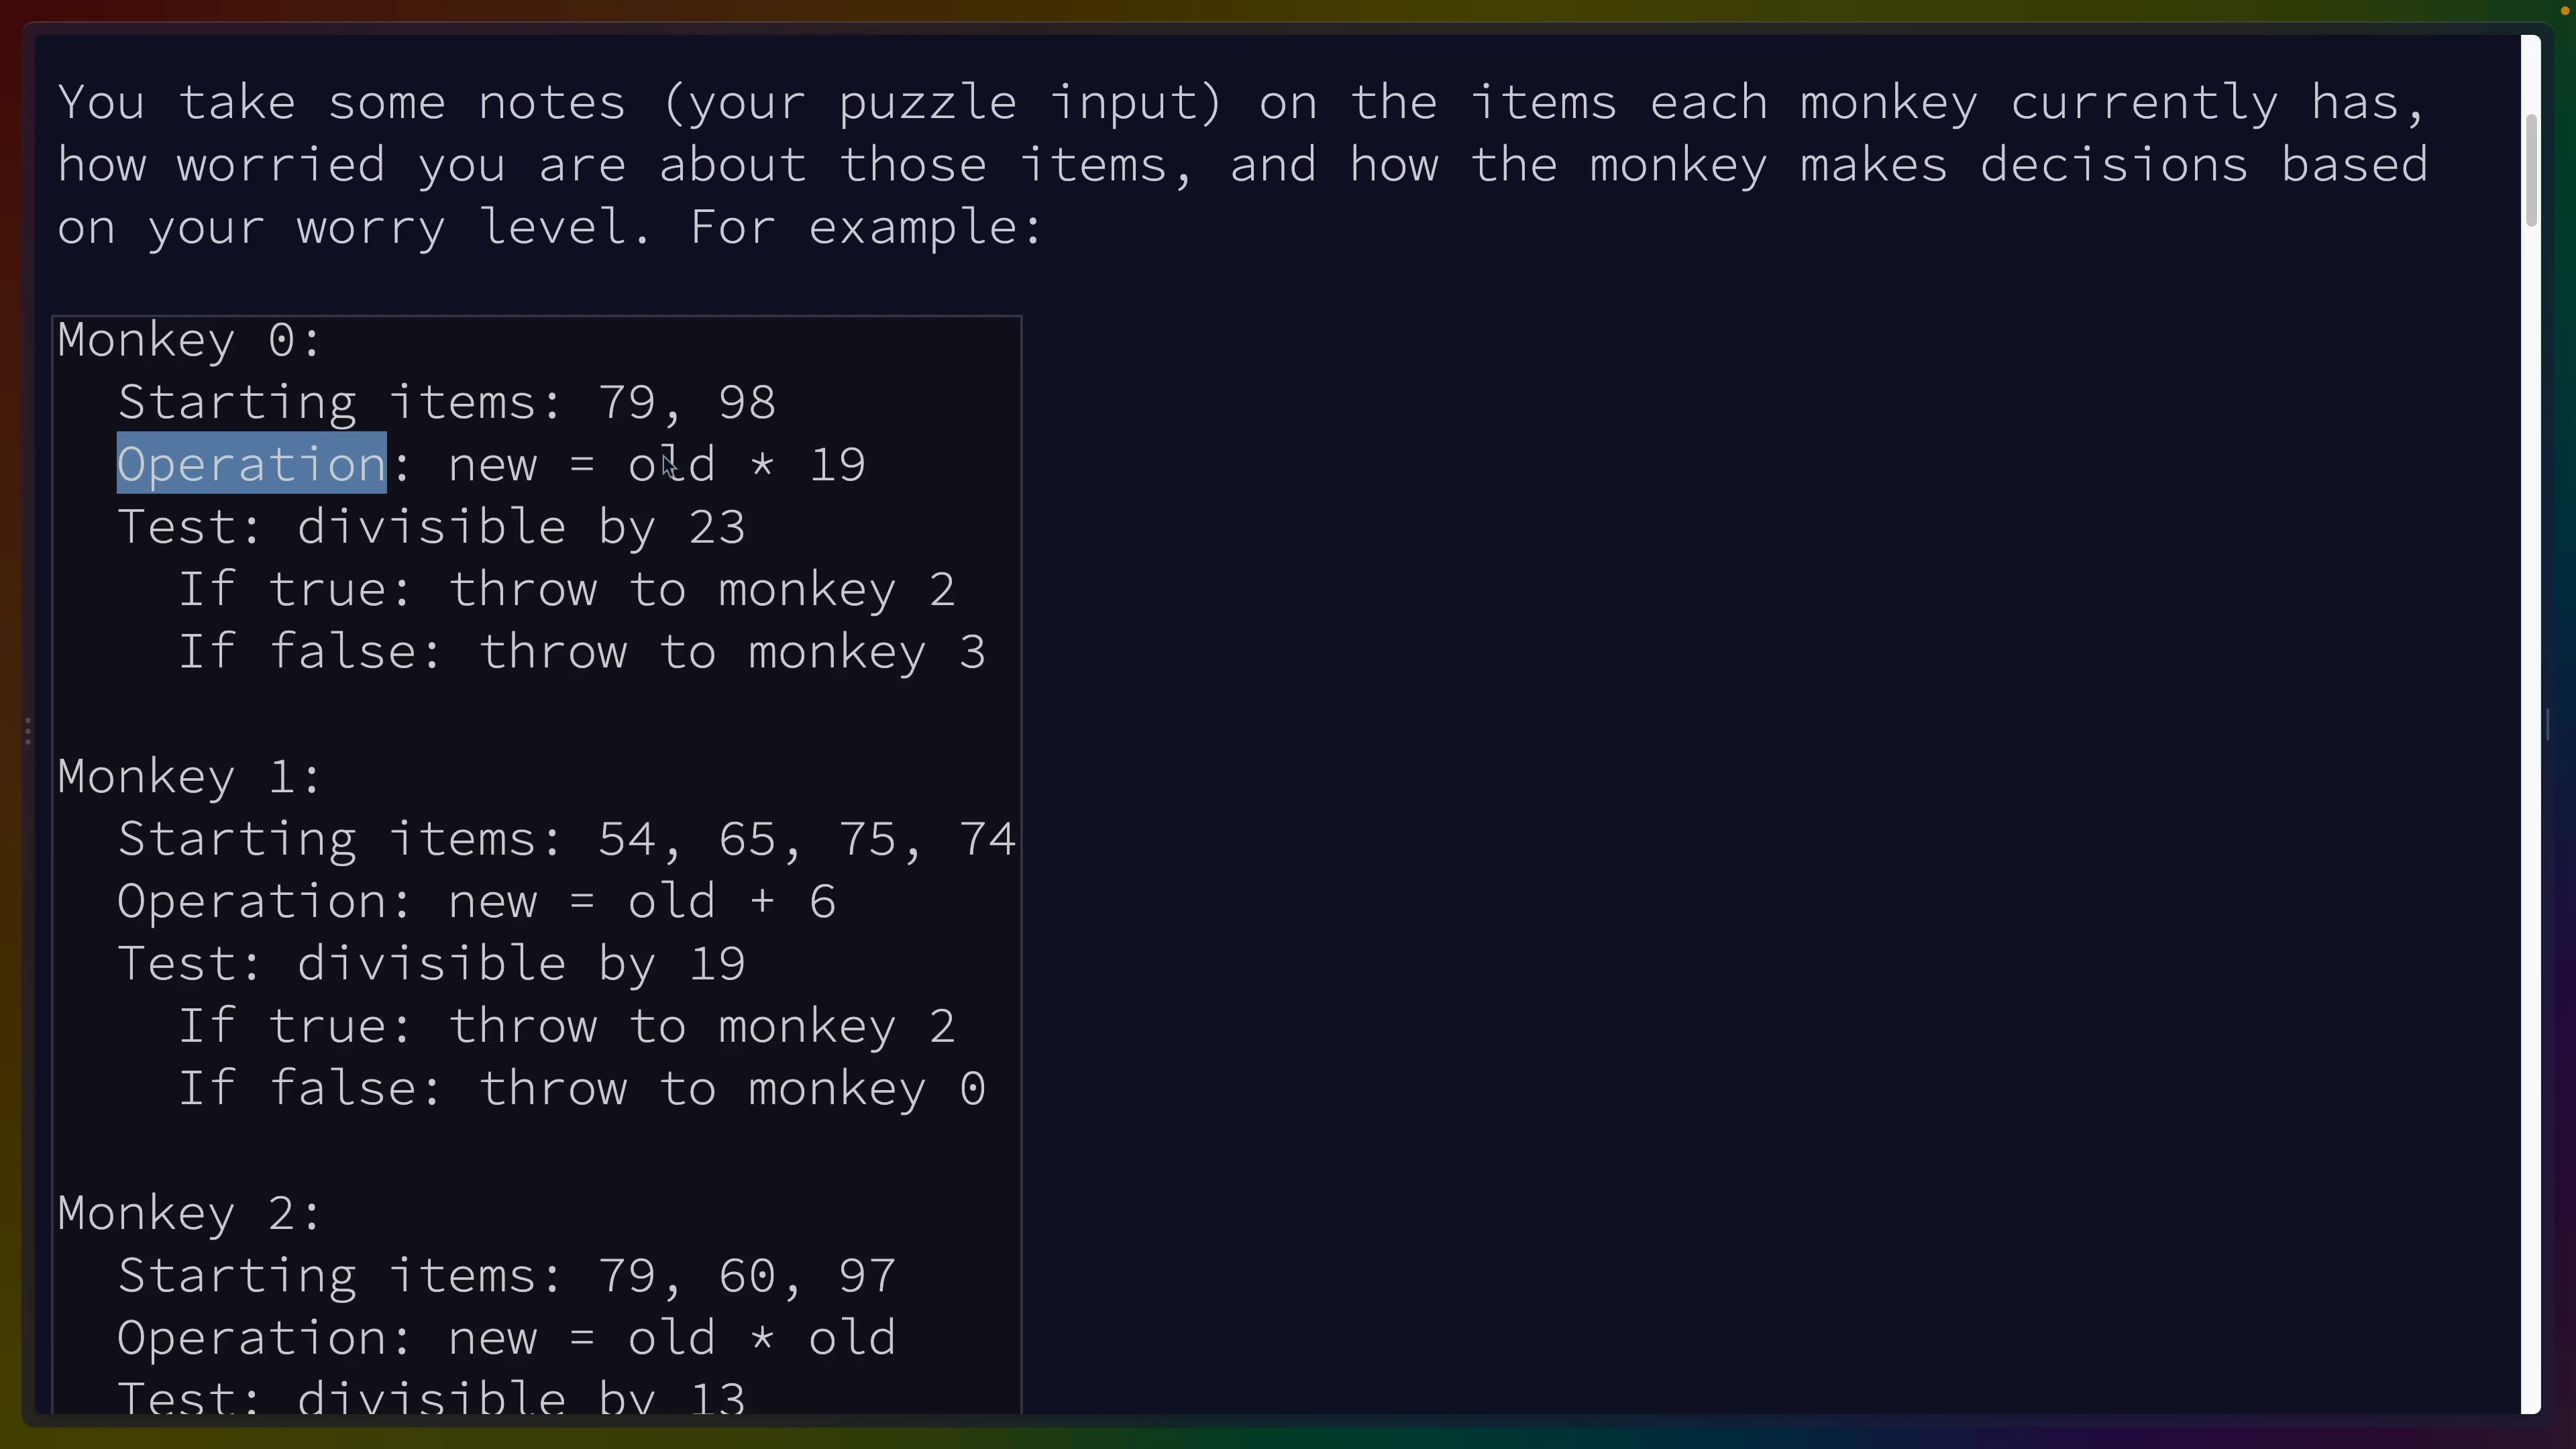 You take some notes (your puzzle input) on the items each monkey currently has,
how worried you are about those items, and how the monkey makes decisions based
on your worry level. For example:
Monkey 0:
Starting items: 79, 98
Operation: new = old * 19
Test: divisible by 23
If true: throw to monkey 2
If false: throw to monkey 3
Monkey 1:
Starting items: 54, 65, 75, 74
Operation: new = old + 6
Test: divisible by 19
If true: throw to monkey 2
If false: throw to monkey 0
Monkey 2:
Starting items: 79, 60, 97
Operation: new = old * old
Test: divisible by 13